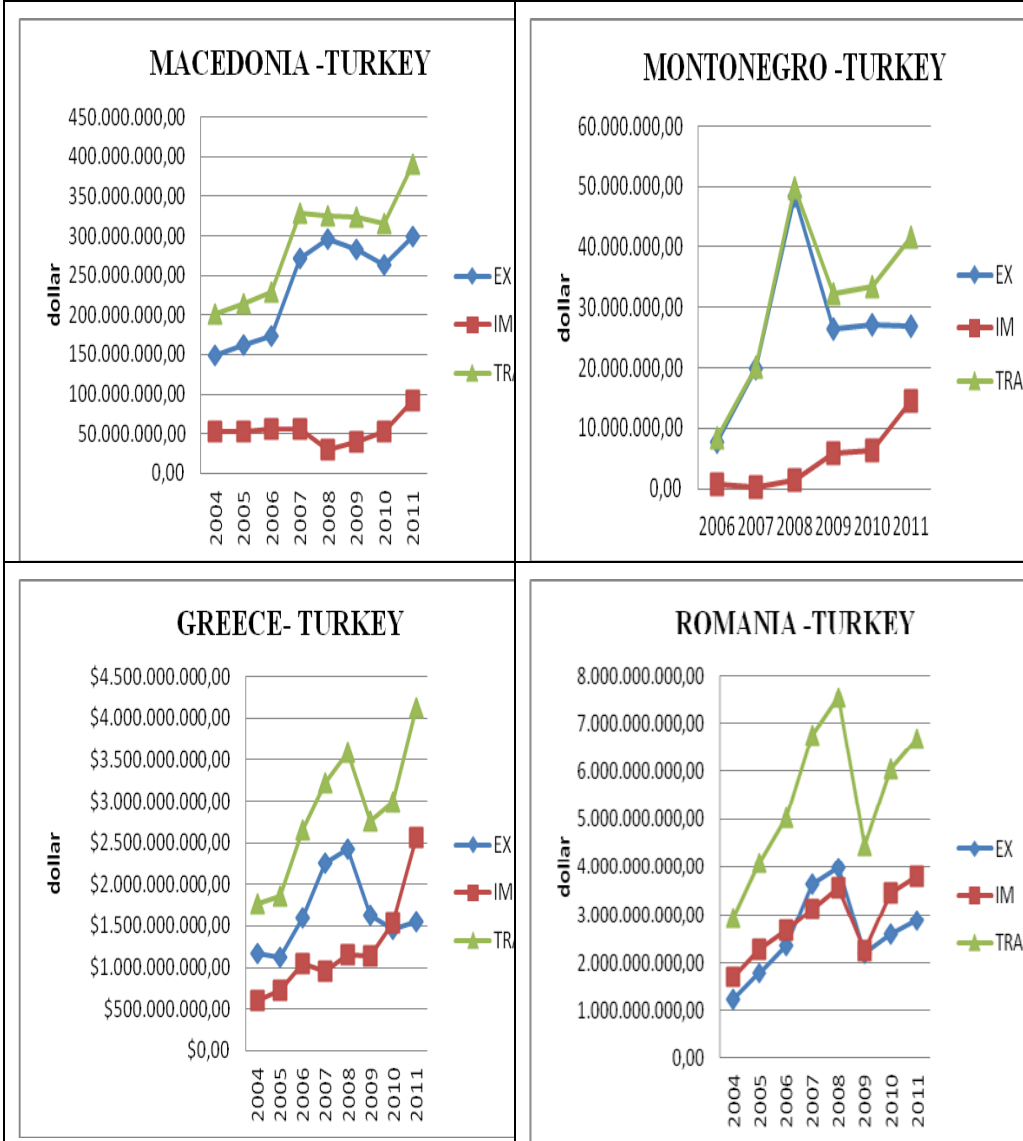 MACEDONIA -TURKEY
450.000.000,00
400.000.000,00
350.000.000,00
300.000.000,00
250.000.000,00
200.000.000,00
150.000.000,00
100.000.000,00
50.000.000,00
0,00
dollar
2004
2005
2006
2007
2008
2009
2010
2011
EX
IM
TRA
MONTONEGRO -TURKEY
60.000.000,00
50.000.000,00
40.000.000,00
30.000.000,00
20.000.000,00
10.000.000,00
0,00
dollar
2006 2007 2008 2009 2010 2011
EX
IM
TRA
GREECE- TURKEY
$4.500.000.000,00
$4.000.000.000,00
$3.500.000.000,00
$3.000.000.000,00
$2.500.000.000,00
$2.000.000.000,00
$1.500.000.000,00
$1.000.000.000,00
$500.000.000,00
$0,00
dollar
2004
2005
2006
2007
2008
2009
2010
2011
EX
IM
TRA
ROMANIA -TURKEY
8.000.000.000,00
7.000.000.000,00
6.000.000.000,00
5.000.000.000,00
4.000.000.000,00
3.000.000.000,00
2.000.000.000,00
1.000.000.000,00
0,00
dollar
2004
2005
2006
2007
2008
2009
2010
2011
EX
IM
TRA